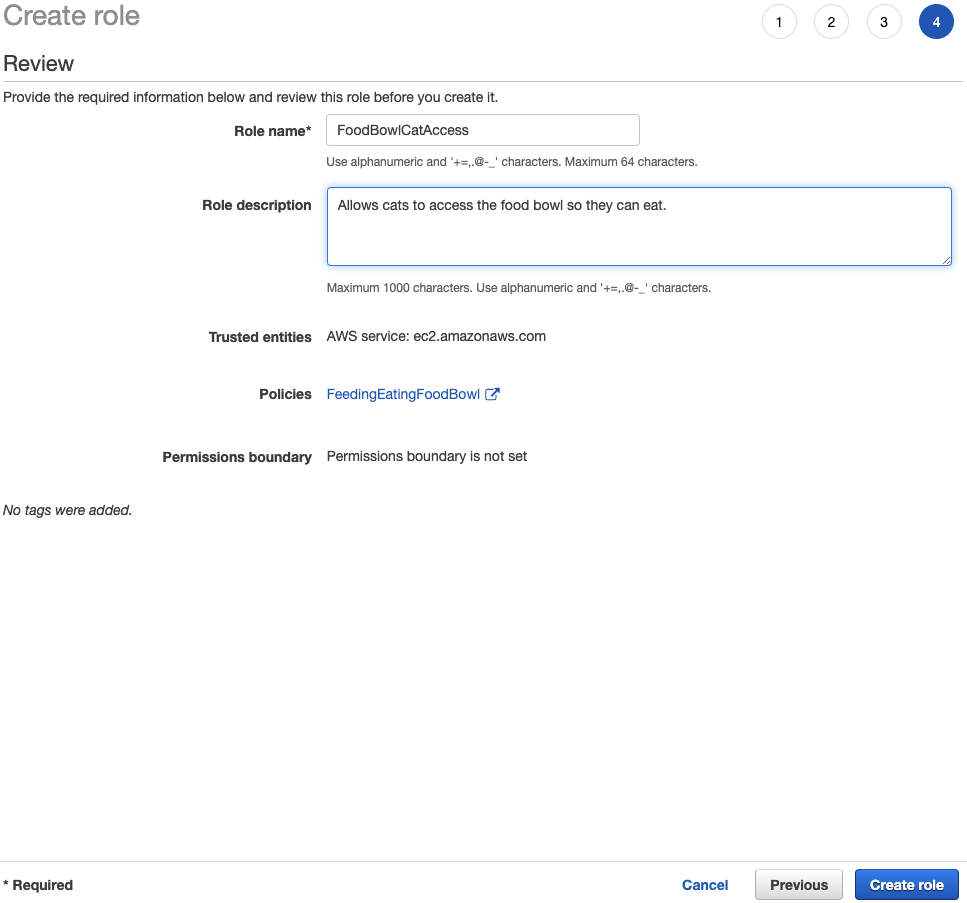 Create role
1 2 3 4
Review
Provide the required information below and review this role before you create it.
Role name* FoodBowlCatAccess
Use alphanumeric and '+=,.@-_' characters. Maximum 64 characters.
Role description Allows cats to access the food bowl so they can eat.
Maximum 1000 characters. Use alphanumeric and '+=,.@-_' characters.
Trusted entities AWS service: ec2.amazonaws.com
Policies FeedingEatingFoodBowl
Permissions boundary Permissions boundary is not set
No tags were added.
* Required Cancel Previous Create role